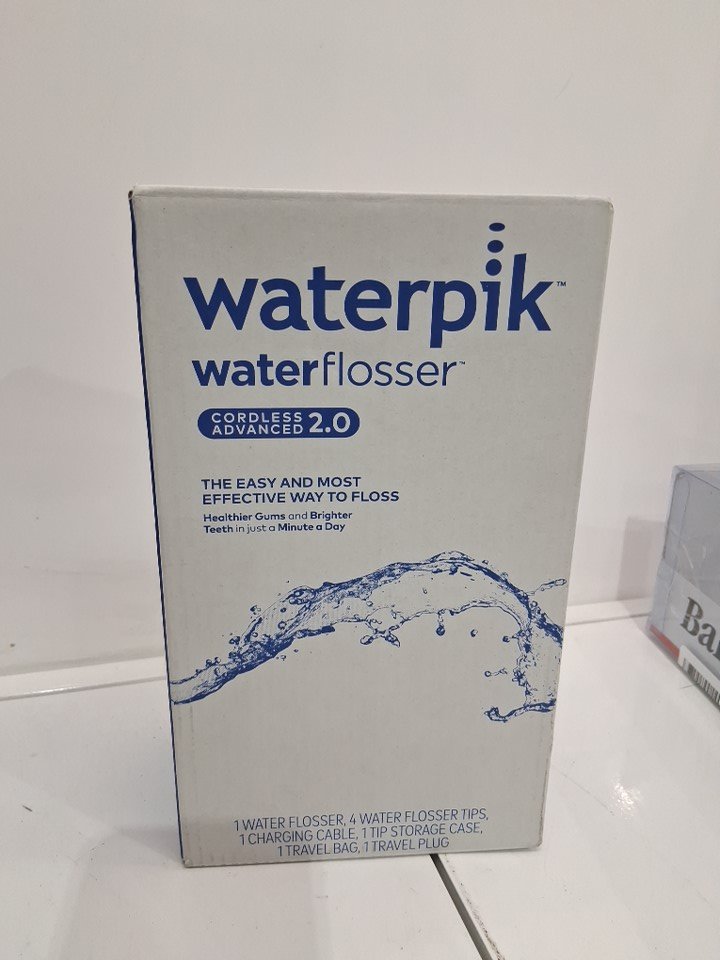 waterpik™
waterflosser™
CORDLESS
ADVANCED 2.0
THE EASY AND MOST
EFFECTIVE WAY TO FLOSS
Healthier Gums and Brighter
Teeth in just a Minute a Day
1 WATER FLOSSER, 4 WATER FLOSSER TIPS,
1 CHARGING CABLE, 1 TIP STORAGE CASE,
1 TRAVEL BAG, 1 TRAVEL PLUG